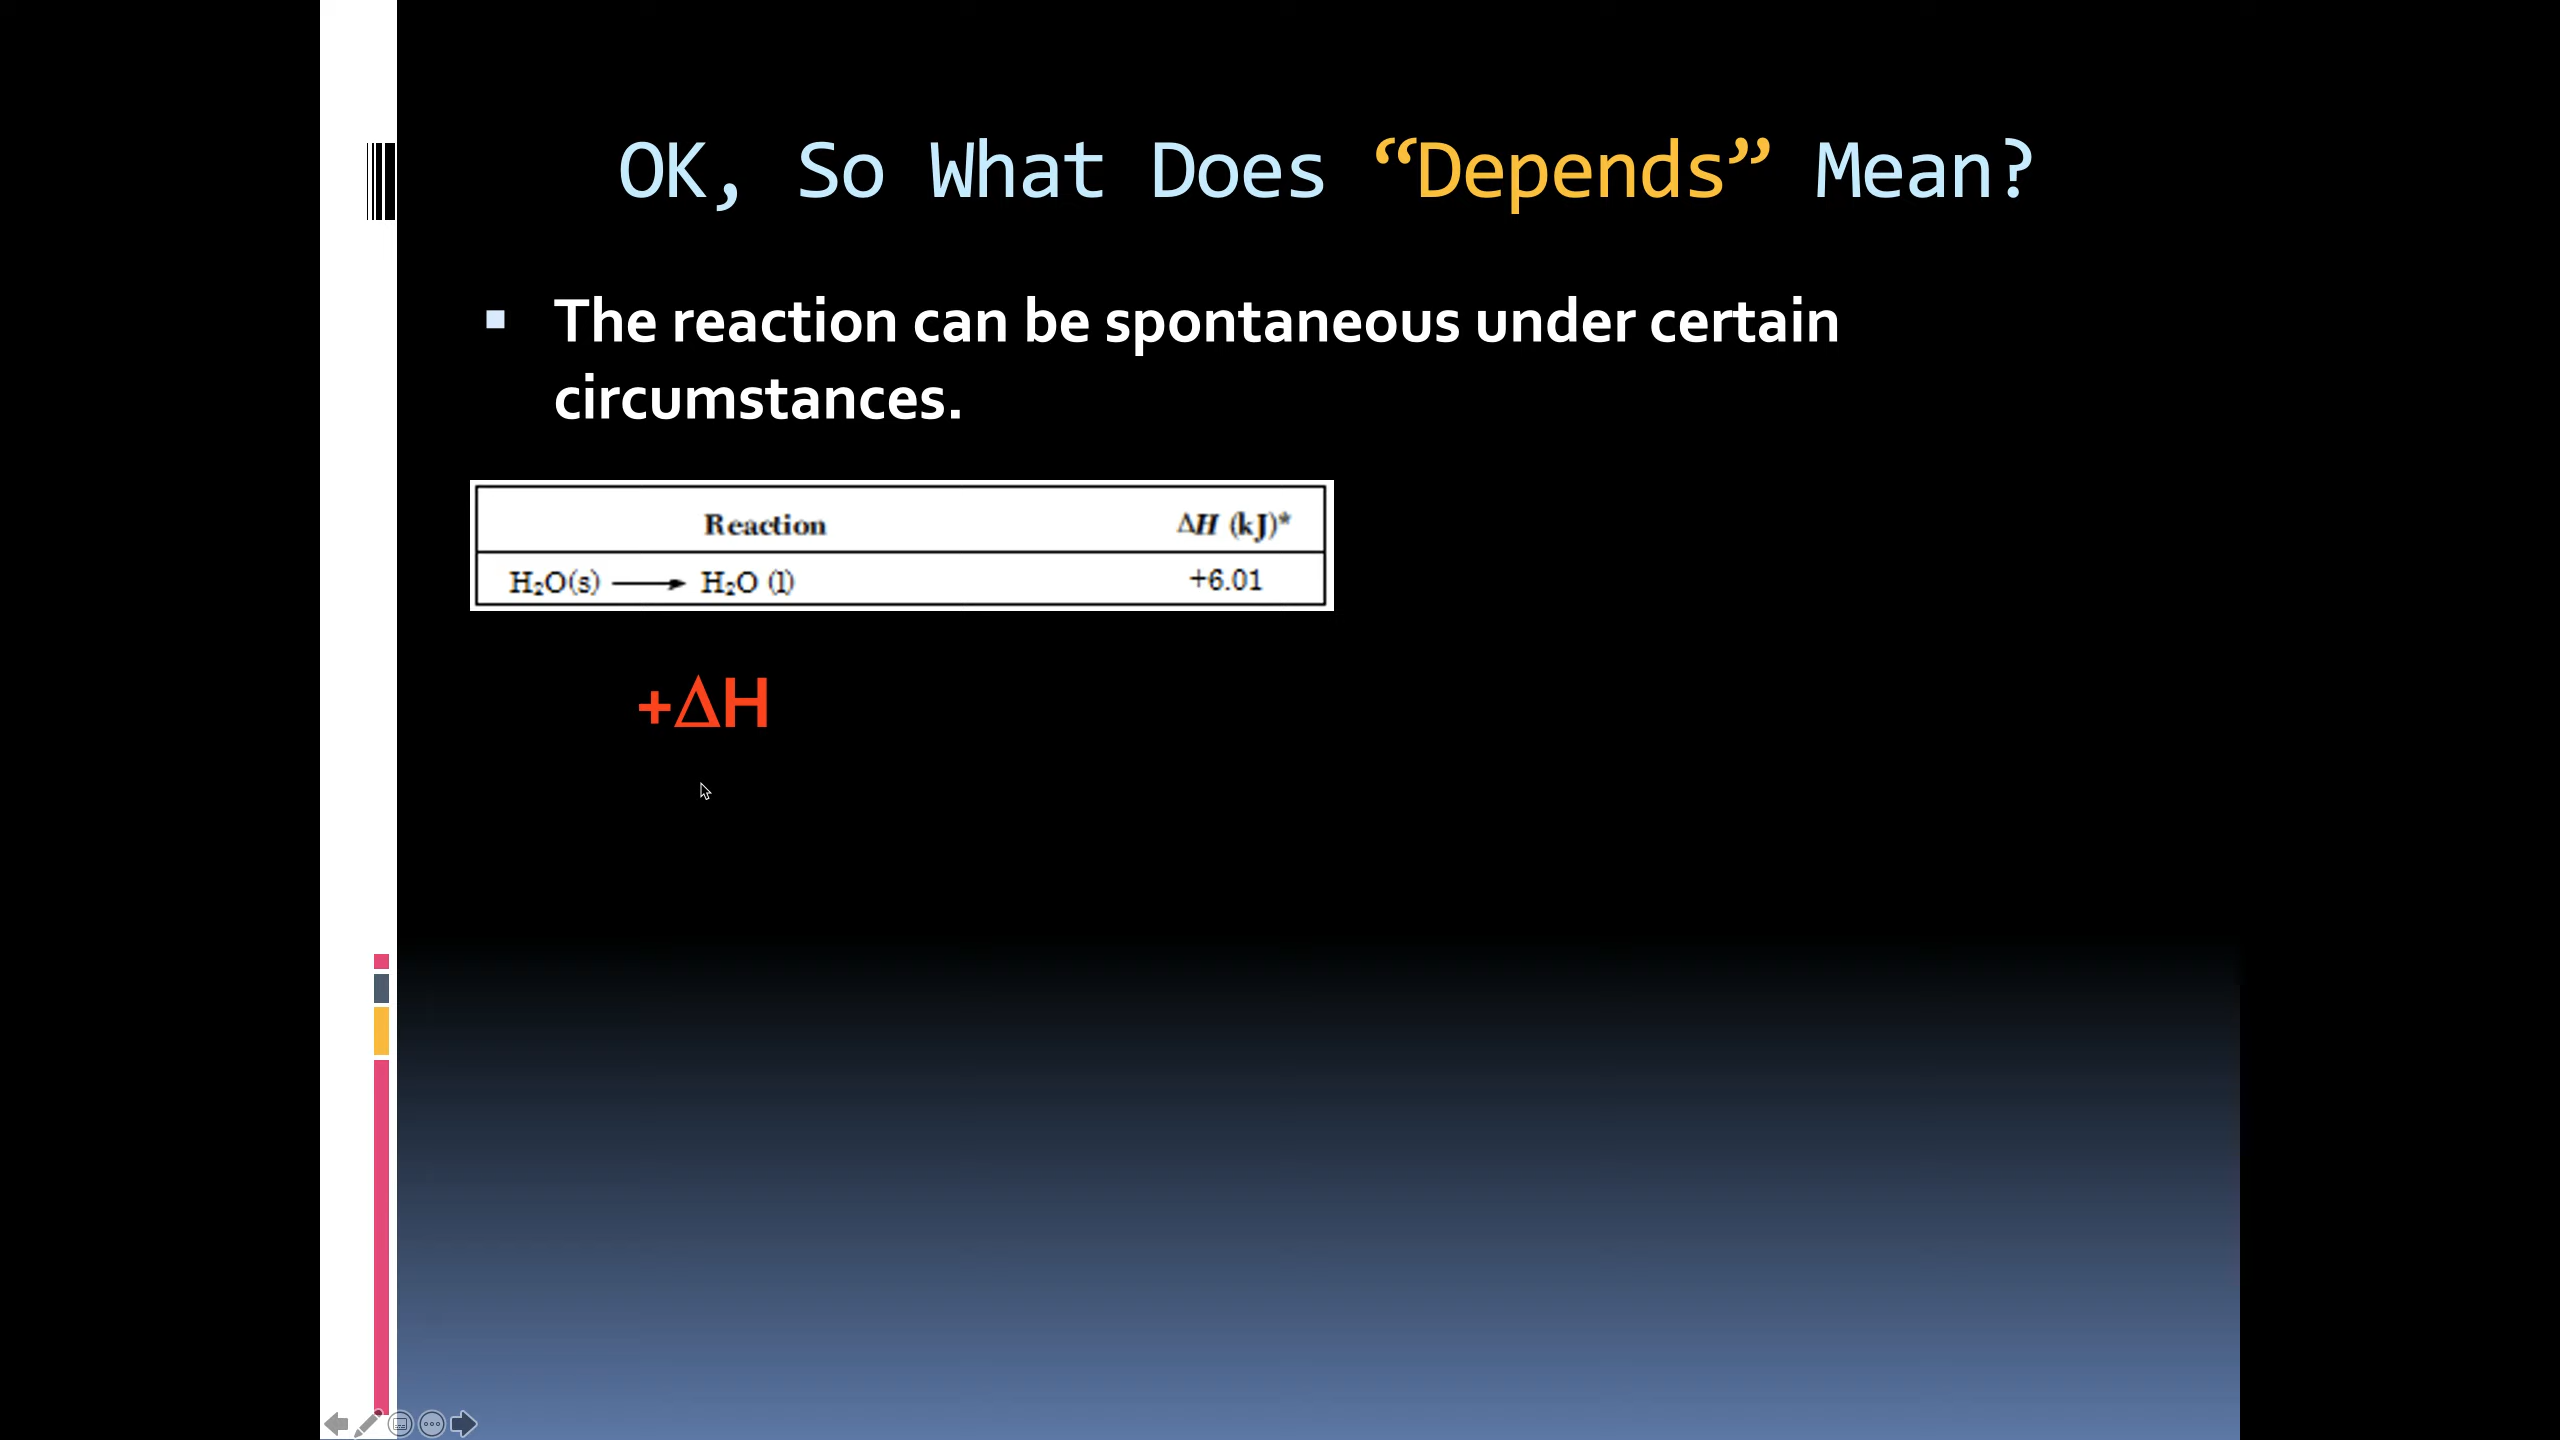 OK, So What Does “Depends” Mean?
▪ The reaction can be spontaneous under certain
circumstances.
Reaction ΔH (kJ)*
H₂O(s) ⟶ H₂O (l) +6.01
+ΔH